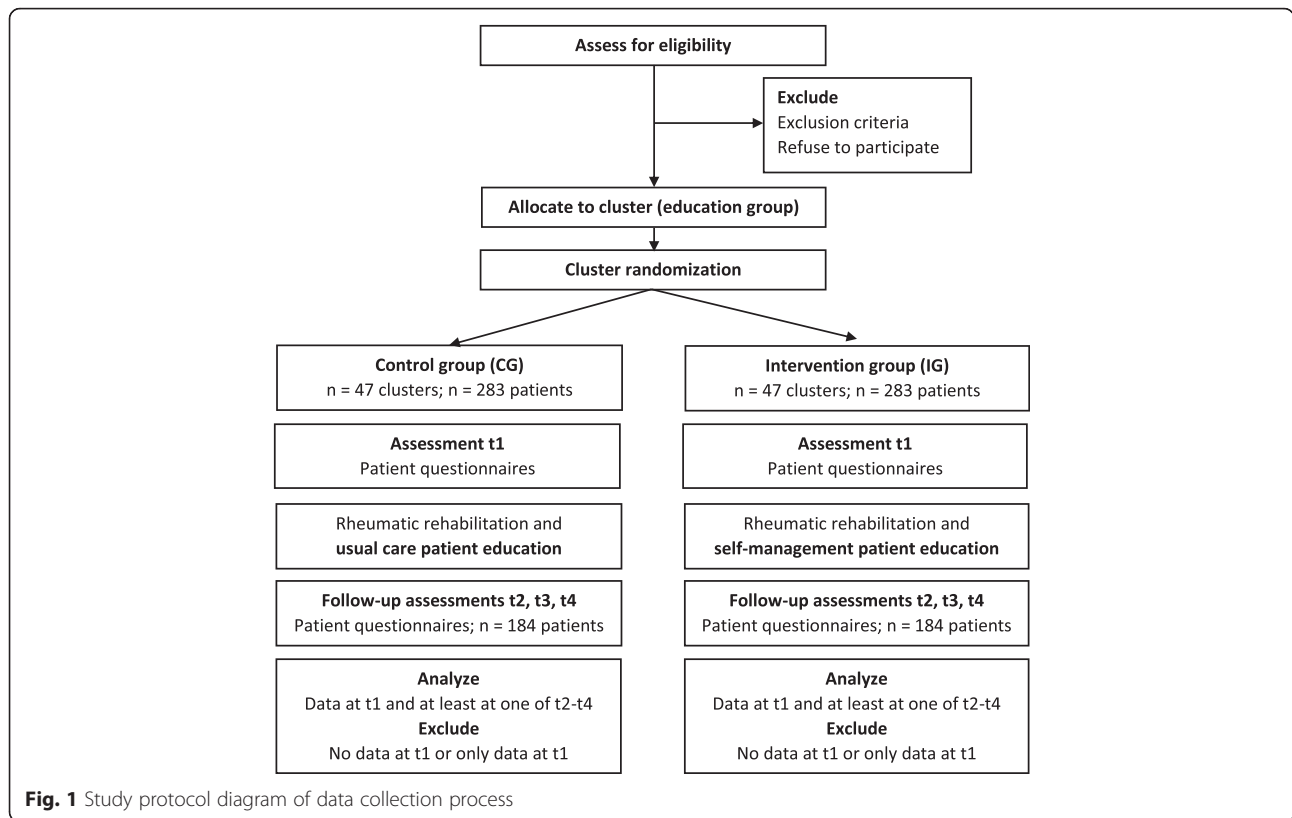 Assess for eligibility
Exclude
Exclusion criteria
Refuse to participate
Allocate to cluster (education group)
Cluster randomization
Control group (CG)
n = 47 clusters; n = 283 patients
Intervention group (IG)
n = 47 clusters; n = 283 patients
Assessment t1
Patient questionnaires
Assessment t1
Patient questionnaires
Rheumatic rehabilitation and
usual care patient education
Rheumatic rehabilitation and
self-management patient education
Follow-up assessments t2, t3, t4
Patient questionnaires; n = 184 patients
Follow-up assessments t2, t3, t4
Patient questionnaires; n = 184 patients
Analyze
Data at t1 and at least at one of t2-t4
Exclude
No data at t1 or only data at t1
Analyze
Data at t1 and at least at one of t2-t4
Exclude
No data at t1 or only data at t1
Fig. 1 Study protocol diagram of data collection process